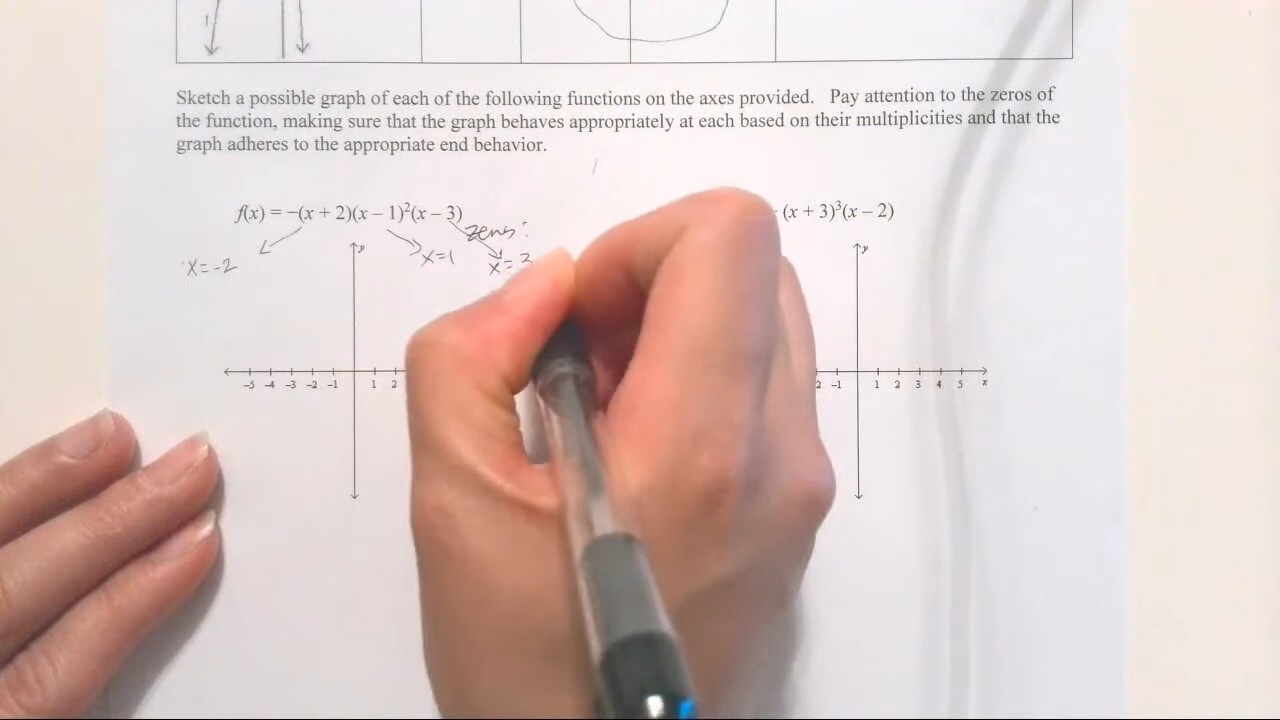 Sketch a possible graph of each of the following functions on the axes provided. Pay attention to the zeros of
the function, making sure that the graph behaves appropriately at each based on their multiplicities and that the
graph adheres to the appropriate end behavior.
f(x) = −(x + 2)(x − 1)²(x − 3)
zeros:
x=-2
x=1
x=3
y
-5 -4 -3 -2 -1 1 2
(x + 3)³(x − 2)
y
2 -1 1 2 3 4 5 x